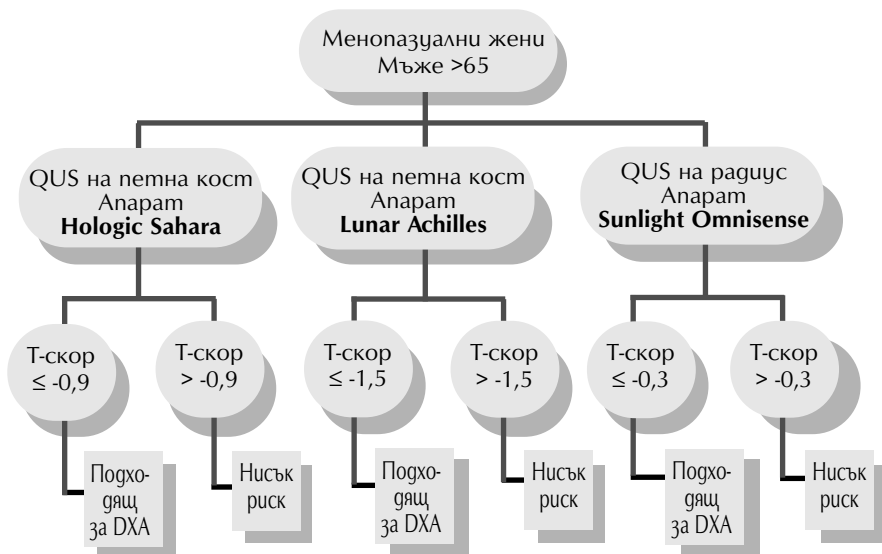 Менопазуални жени
Мъже >65
QUS на петна кост
Апарат
Hologic Sahara
QUS на петна кост
Апарат
Lunar Achilles
QUS на радиус
Апарат
Sunlight Omnisense
Т-скор
≤ -0,9
Т-скор
> -0,9
Т-скор
≤ -1,5
Т-скор
> -1,5
Т-скор
≤ -0,3
Т-скор
> -0,3
Подхо-
дящ
за DXA
Нисък
риск
Подхо-
дящ
за DXA
Нисък
риск
Подхо-
дящ
за DXA
Нисък
риск